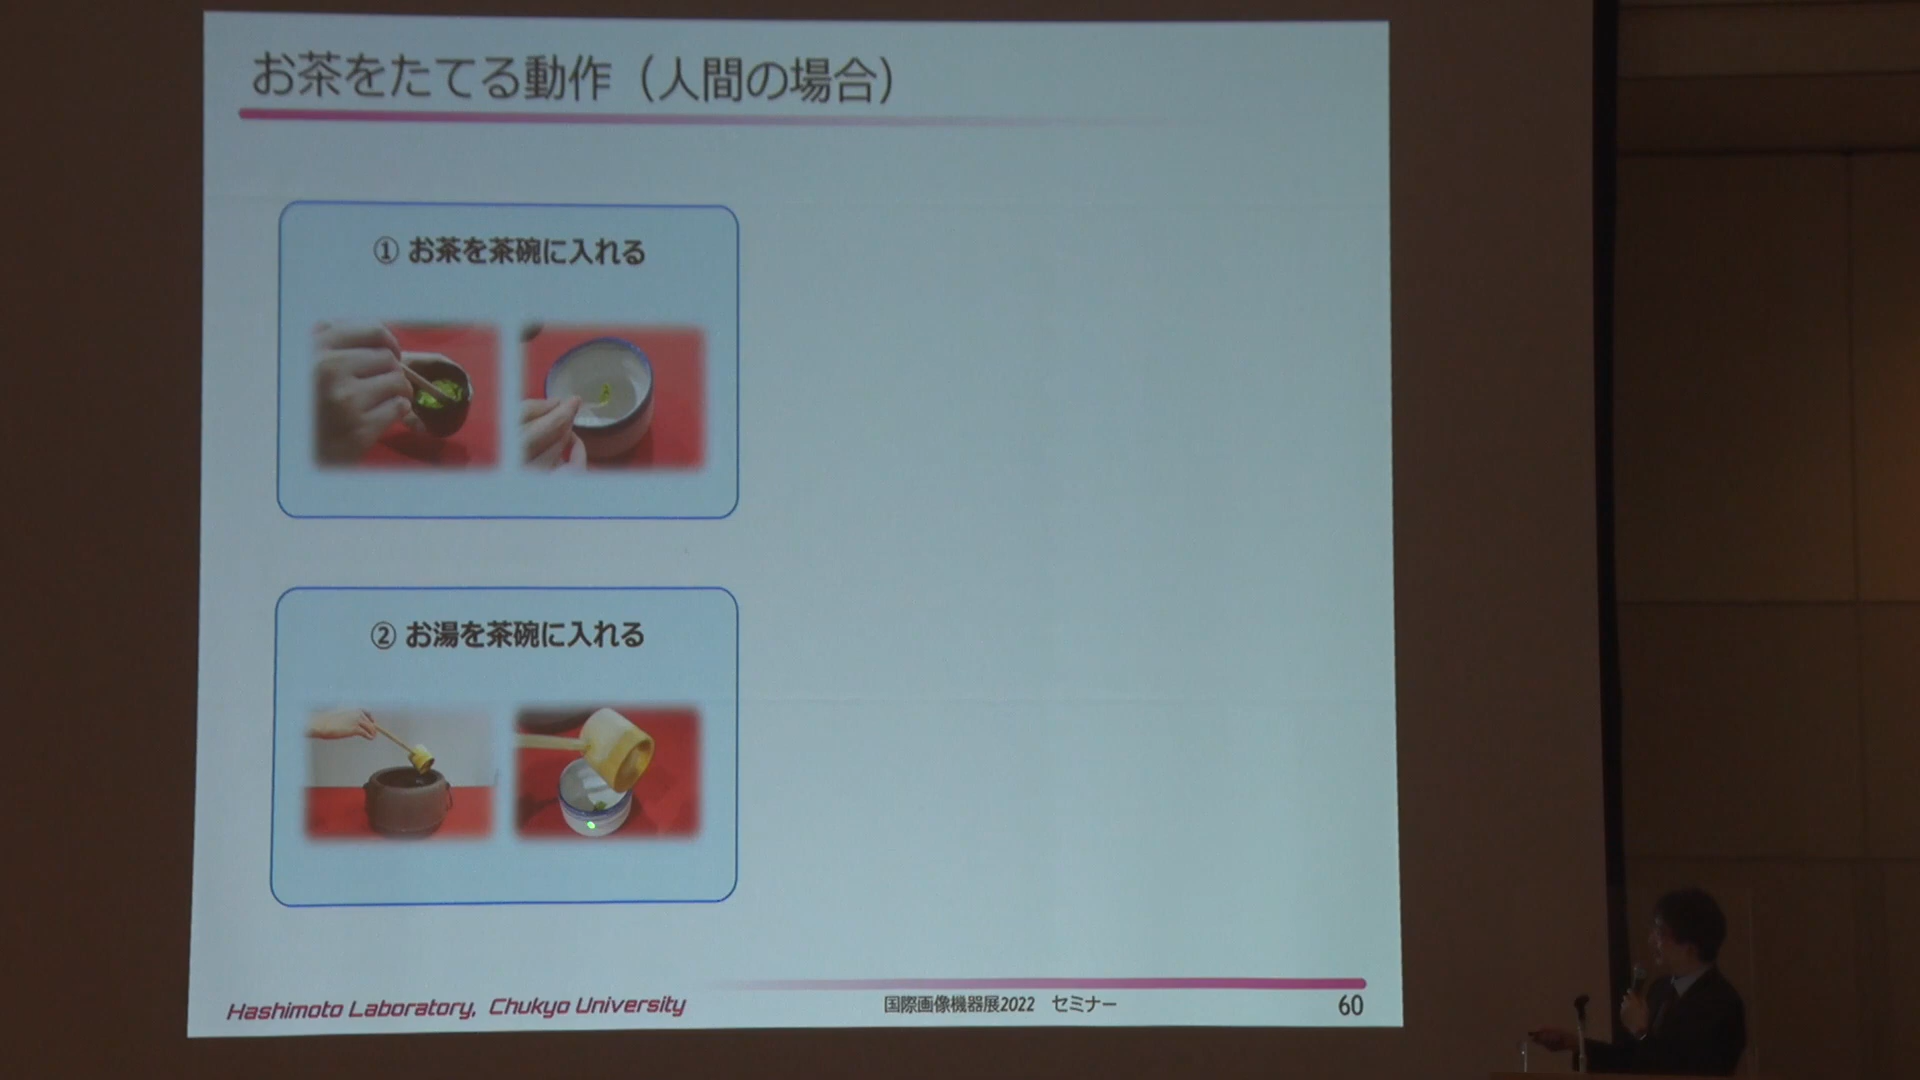 お茶をたてる動作（人間の場合）
① お茶を茶碗に入れる
② お湯を茶碗に入れる
Hashimoto Laboratory, Chukyo University
国際画像機器展2022　セミナー
60